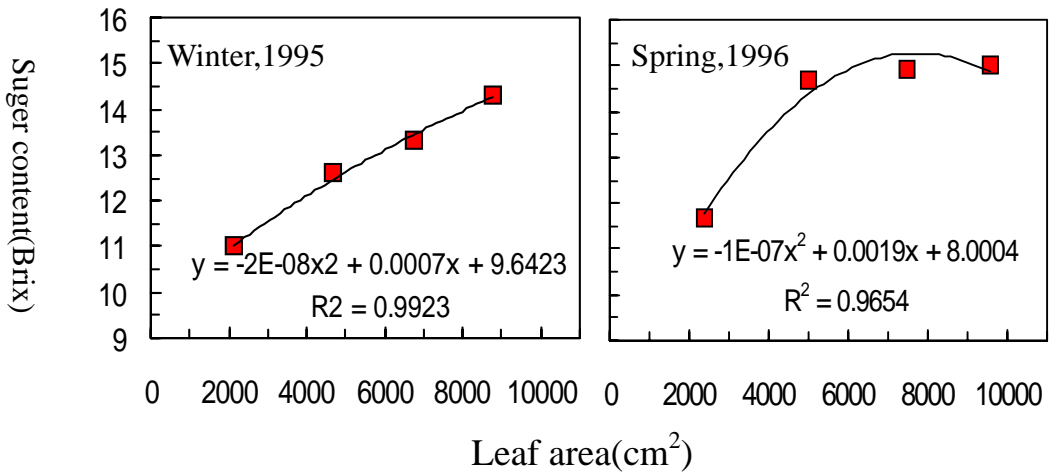 Suger content(Brix)
16
15
14
13
12
11
10
9
Winter,1995
y = -2E-08x2 + 0.0007x + 9.6423
R2 = 0.9923
0 2000 4000 6000 8000 10000
Spring,1996
y = -1E-07x² + 0.0019x + 8.0004
R² = 0.9654
0 2000 4000 6000 8000 10000
Leaf area(cm²)